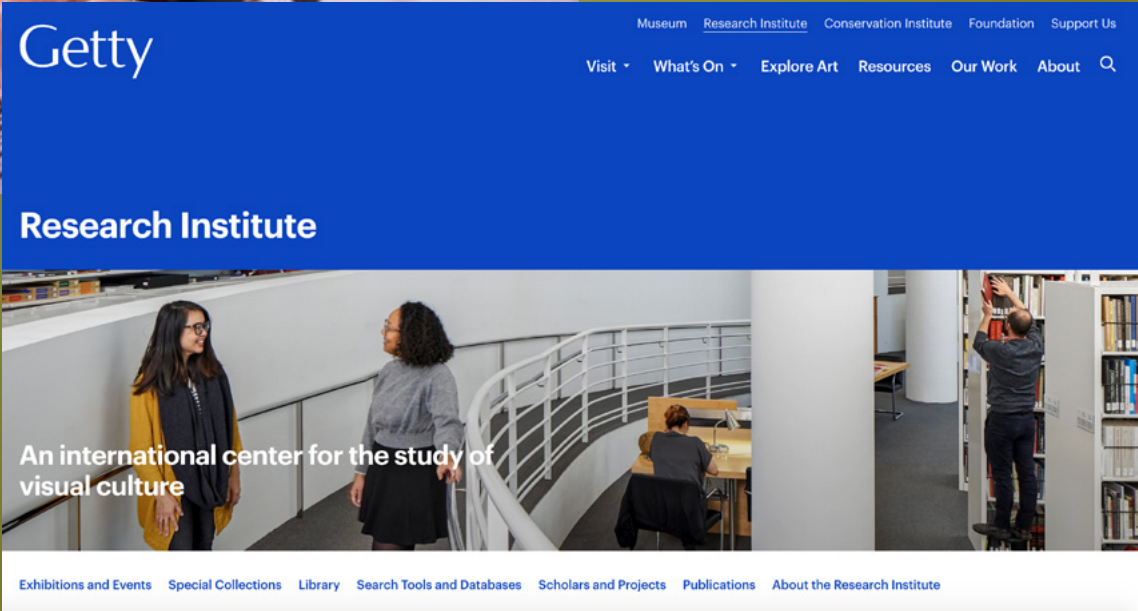 Getty
Museum Research Institute Conservation Institute Foundation Support Us
Visit What's On Explore Art Resources Our Work About
Research Institute
An international center for the study of
visual culture
Exhibitions and Events Special Collections Library Search Tools and Databases Scholars and Projects Publications About the Research Institute